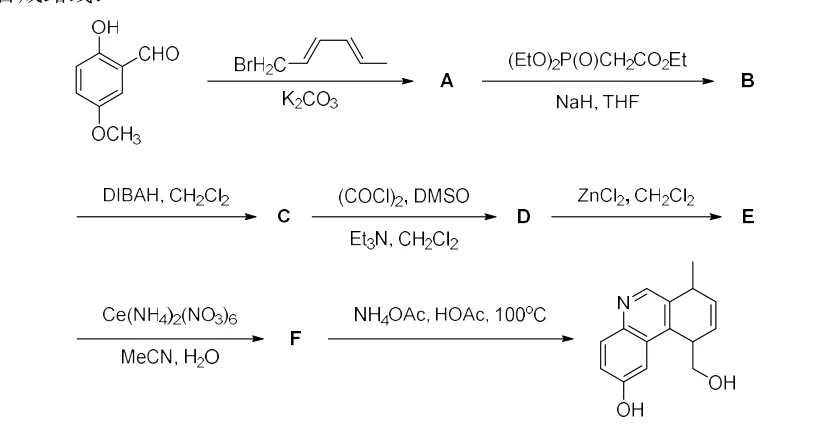 OH
CHO
OCH3
BrH2C
K2CO3
A
(EtO)2P(O)CH2CO2Et
NaH, THF
B
DIBAH, CH2Cl2
C
(COCl)2, DMSO
Et3N, CH2Cl2
D
ZnCl2, CH2Cl2
E
Ce(NH4)2(NO3)6
MeCN, H2O
F
NH4OAc, HOAc, 100°C
N
OH
OH